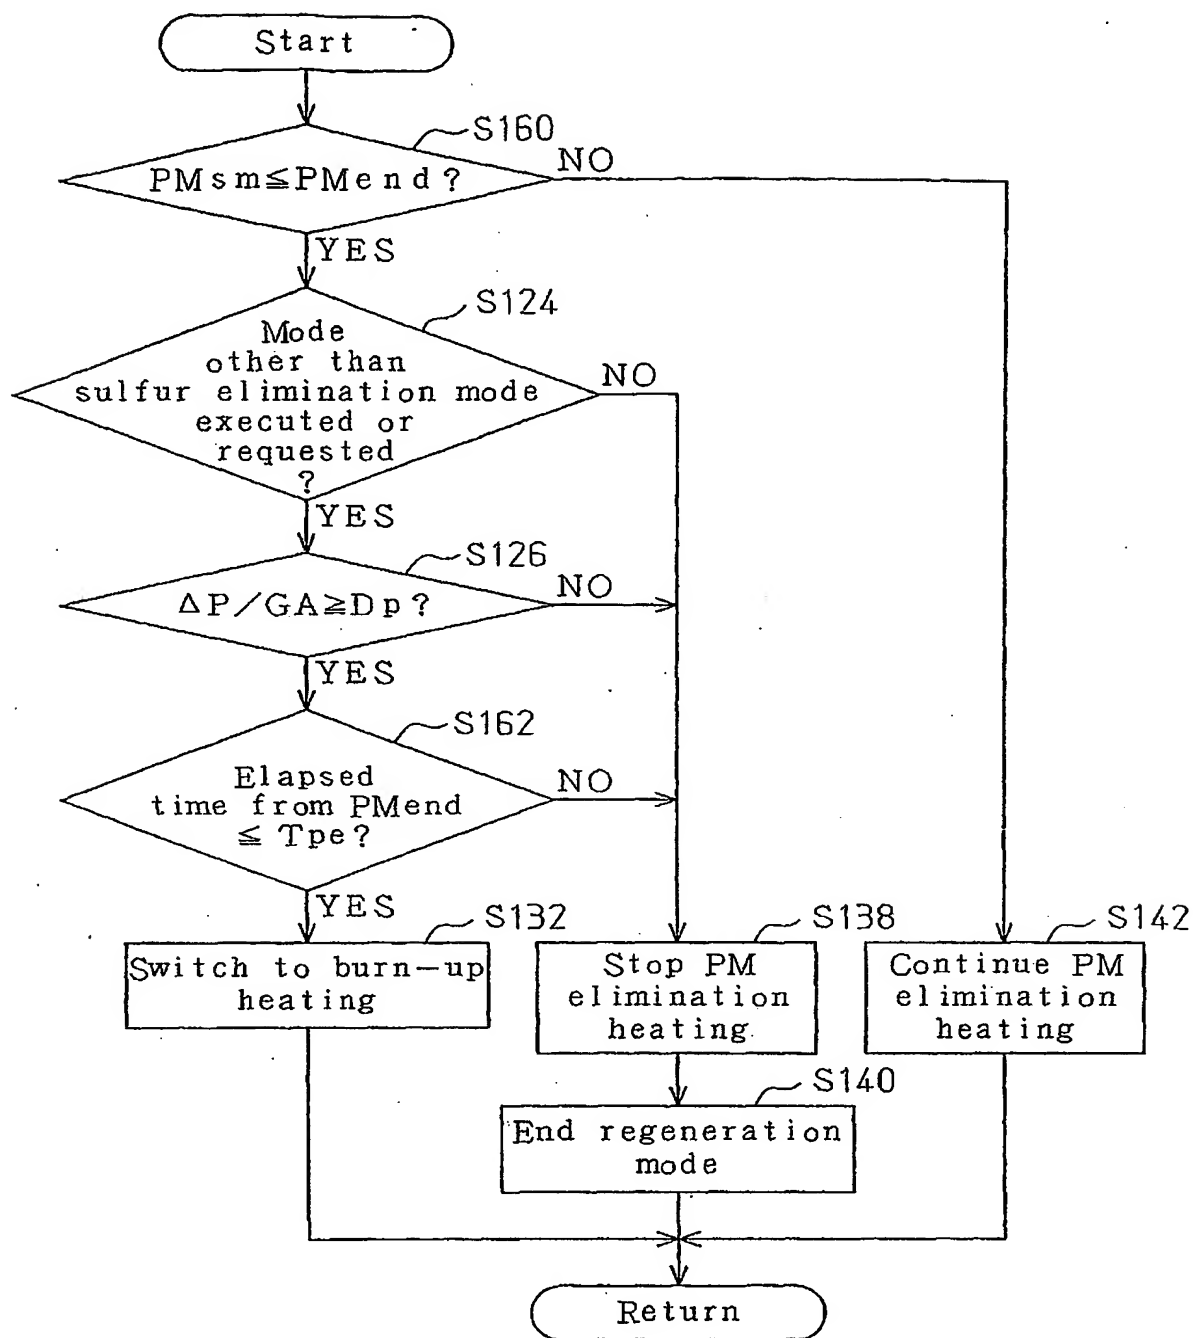 Start
S160
PMsm≦PMend?
NO
YES
S124
Mode
other than
sulfur elimination mode
executed or
requested
?
NO
YES
S126
ΔP/GA≧Dp?
NO
YES
S162
Elapsed
time from PMend
≦ Tpe?
NO
YES
S132
Switch to burn-up
heating
S138
Stop PM
elimination
heating
S142
Continue PM
elimination
heating
S140
End regeneration
mode
Return